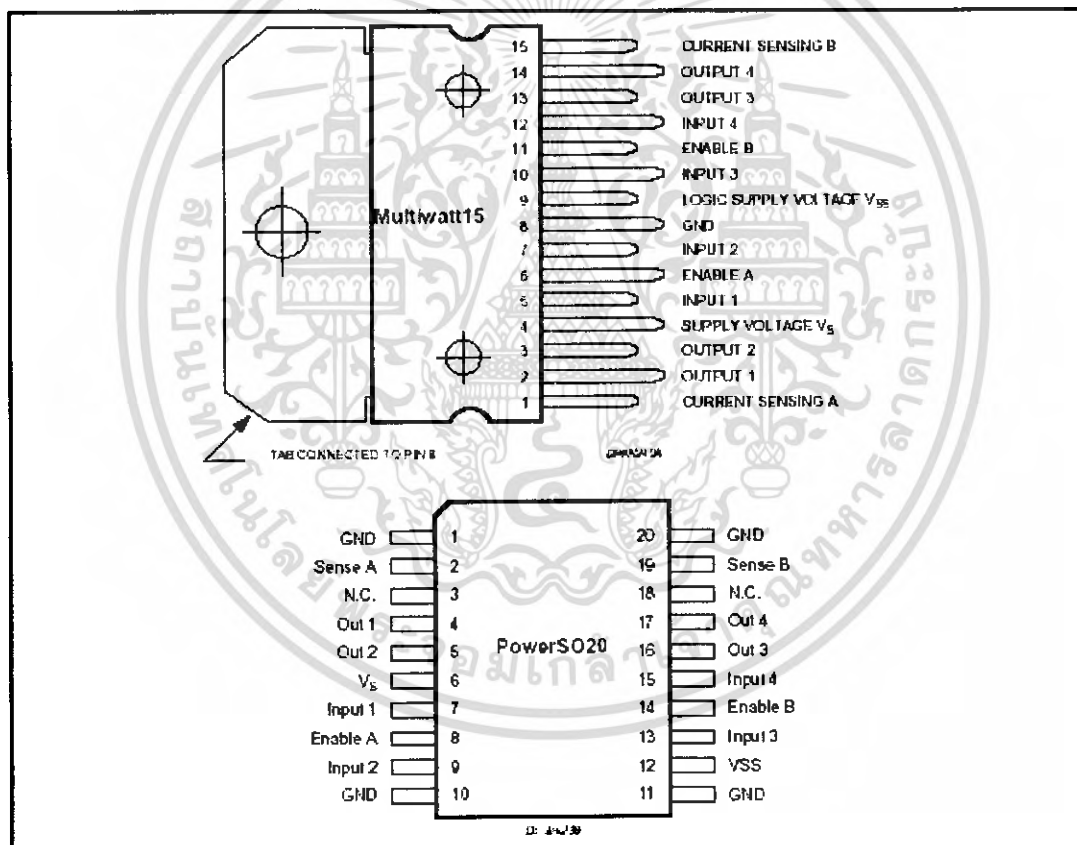 15 CURRENT SENSING B
14 OUTPUT 4
13 OUTPUT 3
12 INPUT 4
11 ENABLE B
10 INPUT 3
9 LOGIC SUPPLY VOLTAGE VSS
8 GND
7 INPUT 2
6 ENABLE A
5 INPUT 1
4 SUPPLY VOLTAGE VS
3 OUTPUT 2
2 OUTPUT 1
1 CURRENT SENSING A
Multiwatt15
TAB CONNECTED TO PIN 8
GND 1 20 GND
Sense A 2 19 Sense B
N.C. 3 18 N.C.
Out 1 4 17 Out 4
Out 2 5 16 Out 3
VS 6 15 Input 4
Input 1 7 14 Enable B
Enable A 8 13 Input 3
Input 2 9 12 VSS
GND 10 11 GND
PowerSO20